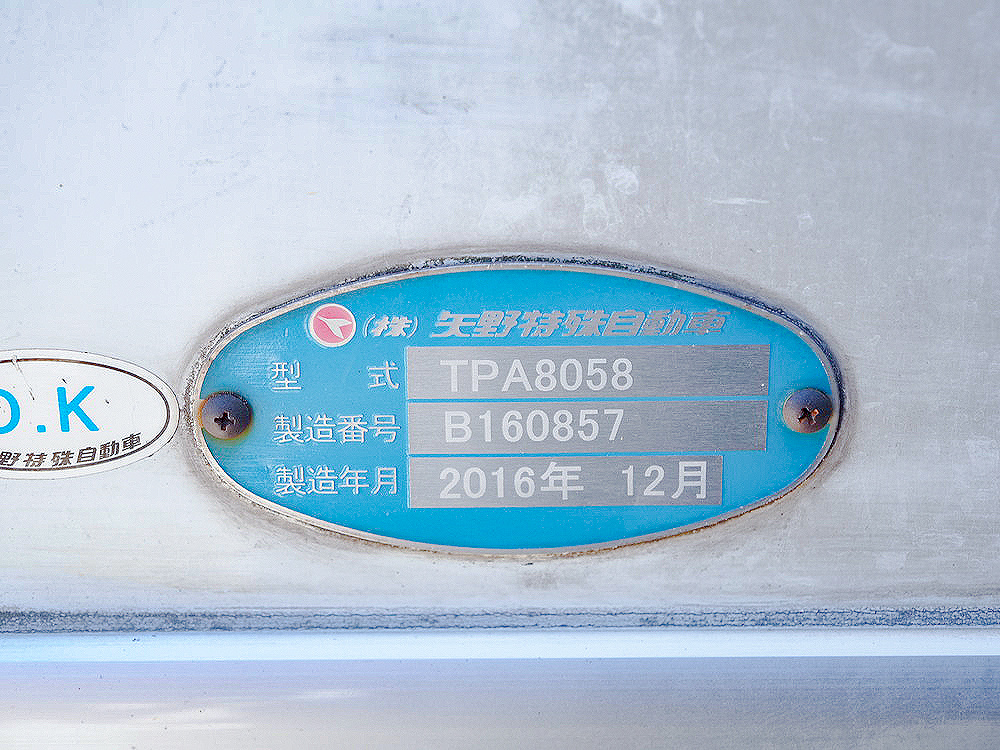 (株)矢野特殊自動車
型 式 TPA8058
製造番号 B160857
製造年月 2016年 12月
.K
野特殊自動車